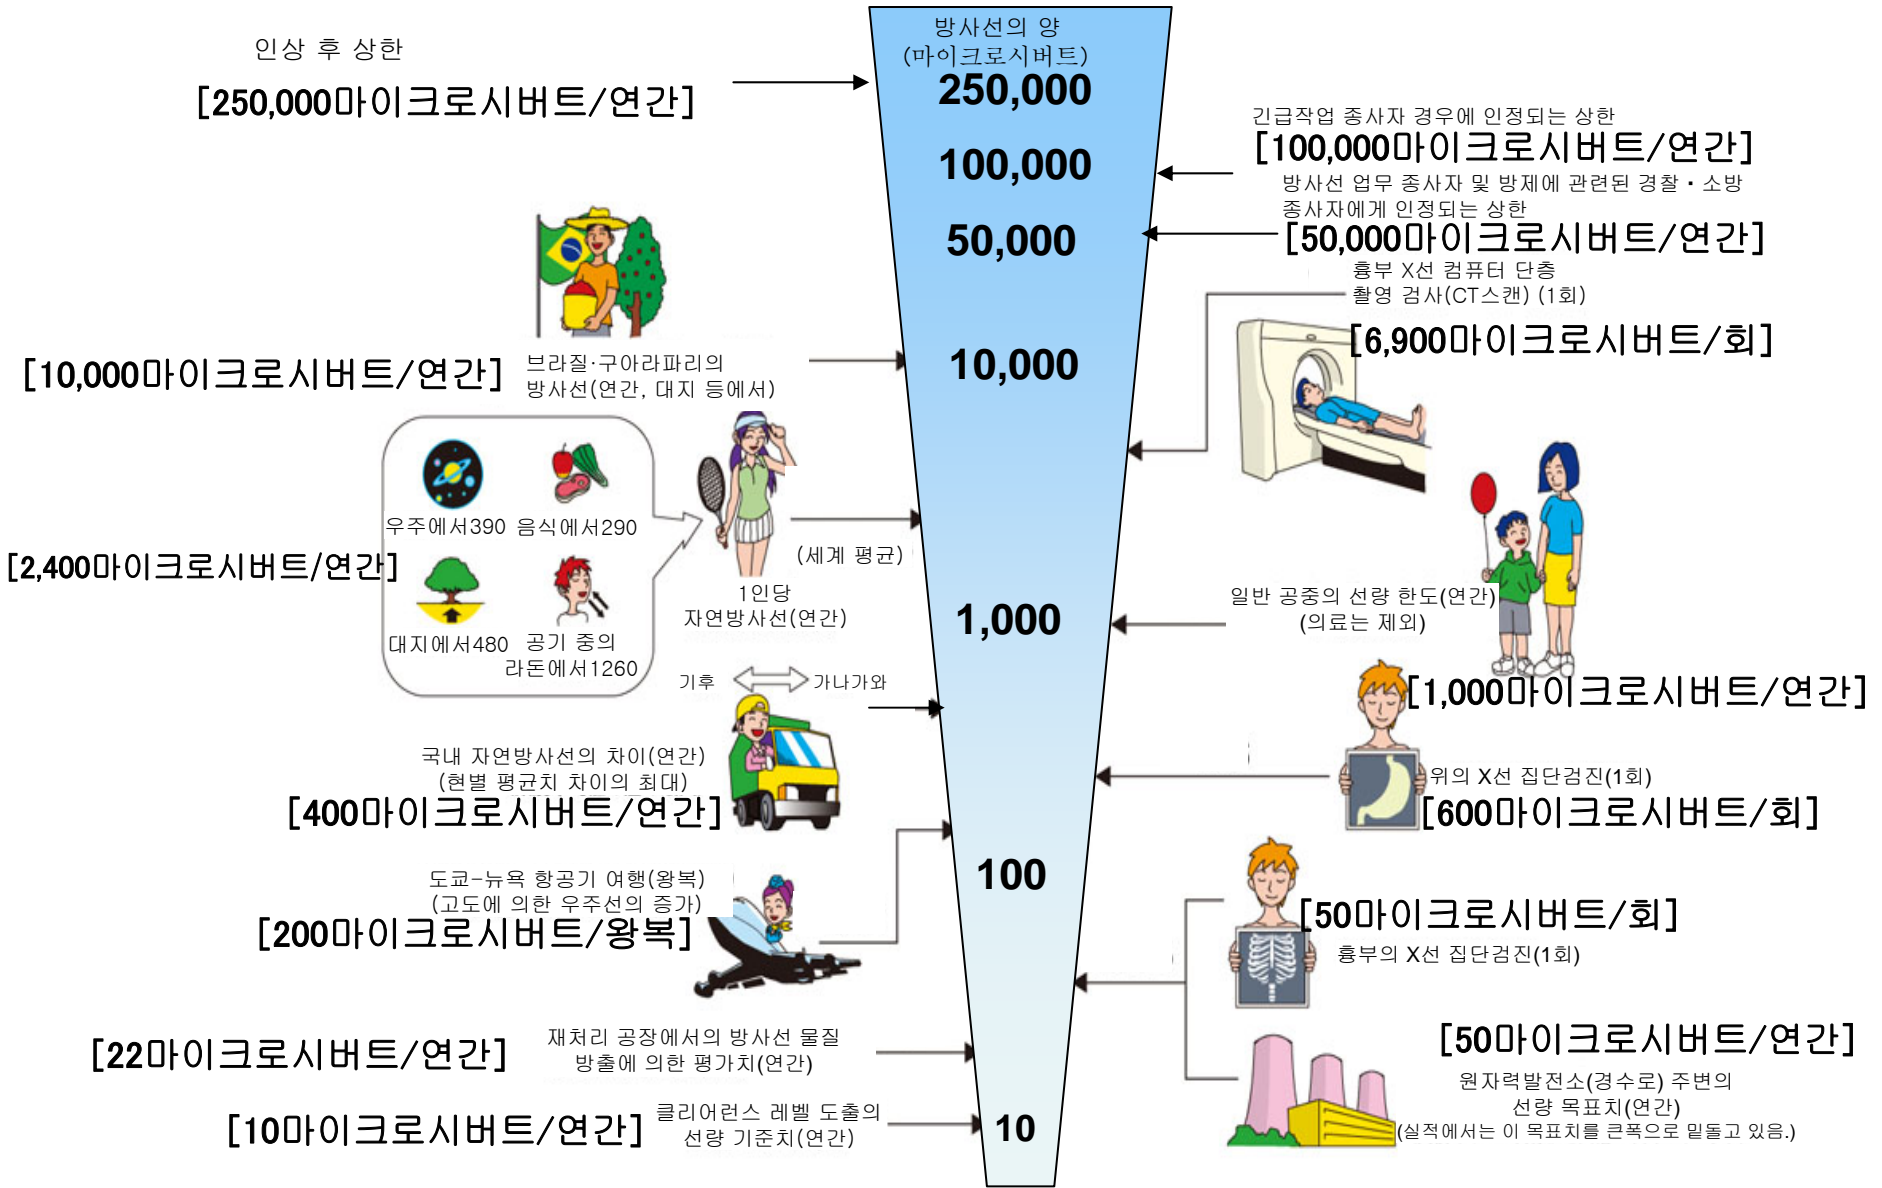 방사선의 양
(마이크로시버트)
250,000
100,000
50,000
10,000
1,000
100
10
인상 후 상한
[250,000마이크로시버트/연간]
[10,000마이크로시버트/연간]
브라질·구아라파리의
방사선(연간, 대지 등에서)
우주에서390 음식에서290
[2,400마이크로시버트/연간]
대지에서480
공기 중의
라돈에서1260
(세계 평균)
1인당
자연방사선(연간)
기후
가나가와
국내 자연방사선의 차이(연간)
(현별 평균치 차이의 최대)
[400마이크로시버트/연간]
도쿄-뉴욕 항공기 여행(왕복)
(고도에 의한 우주선의 증가)
[200마이크로시버트/왕복]
[22마이크로시버트/연간]
재처리 공장에서의 방사선 물질
방출에 의한 평가치(연간)
[10마이크로시버트/연간]
클리어런스 레벨 도출의
선량 기준치(연간)
긴급작업 종사자 경우에 인정되는 상한
[100,000마이크로시버트/연간]
방사선 업무 종사자 및 방제에 관련된 경찰・소방
종사자에게 인정되는 상한
[50,000마이크로시버트/연간]
흉부 X선 컴퓨터 단층
촬영 검사(CT스캔) (1회)
[6,900마이크로시버트/회]
일반 공중의 선량 한도(연간)
(의료는 제외)
[1,000마이크로시버트/연간]
위의 X선 집단검진(1회)
[600마이크로시버트/회]
[50마이크로시버트/회]
흉부의 X선 집단검진(1회)
[50마이크로시버트/연간]
원자력발전소(경수로) 주변의
선량 목표치(연간)
(실적에서는 이 목표치를 큰폭으로 밑돌고 있음.)